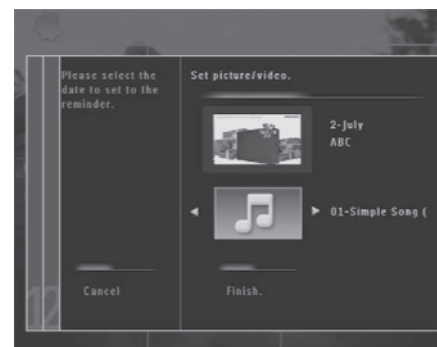 Please select the
date to set to the
reminder.
Set picture/video.
2-July
ABC
01-Simple Song (
Cancel
Finish.
12